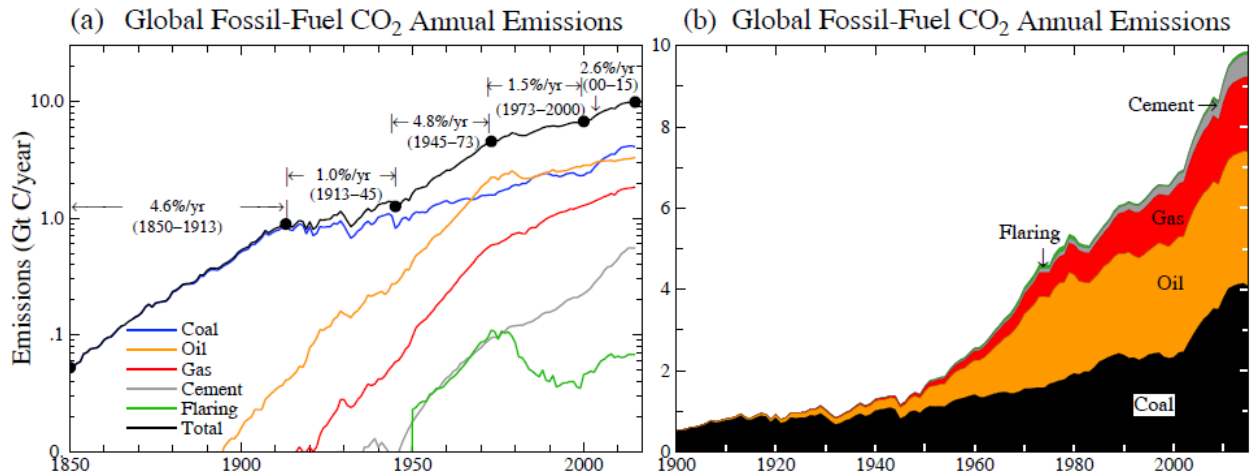 (a) Global Fossil-Fuel CO₂ Annual Emissions
Emissions (Gt C/year)
10.0
1.0
.1
0
1850
1900
1950
2000
4.6%/yr
(1850–1913)
1.0%/yr
(1913–45)
4.8%/yr
(1945–73)
1.5%/yr
(1973–2000)
2.6%/yr
(00–15)
Coal
Oil
Gas
Cement
Flaring
Total
(b) Global Fossil-Fuel CO₂ Annual Emissions
10
8
6
4
2
0
1900
1920
1940
1960
1980
2000
Cement
Flaring
Gas
Oil
Coal